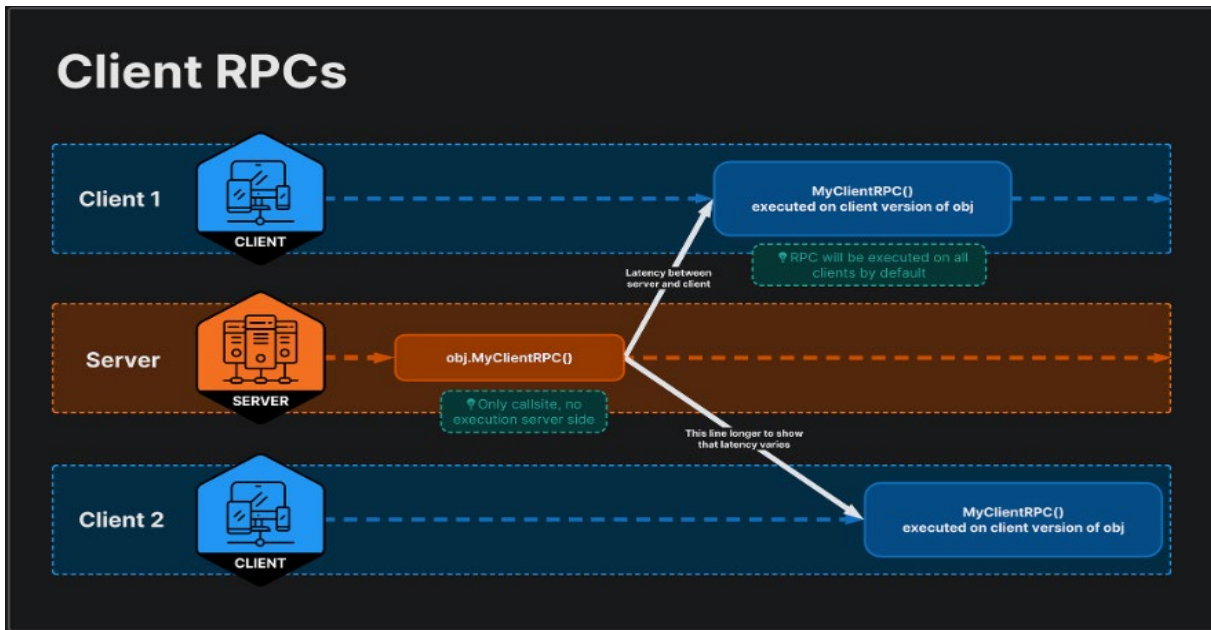 Client RPCs
Client 1
CLIENT
MyClientRPC()
executed on client version of obj
RPC will be executed on all
clients by default
Latency between
server and client
Server
SERVER
obj.MyClientRPC()
Only callsite, no
execution server side
This line longer to show
that latency varies
Client 2
CLIENT
MyClientRPC()
executed on client version of obj